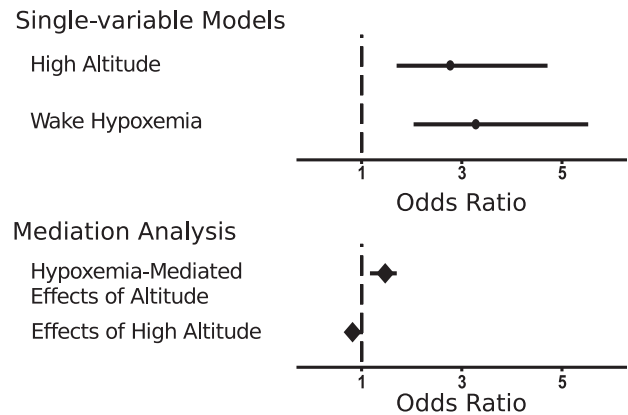 Single-variable Models
High Altitude
Wake Hypoxemia
1 3 5
Odds Ratio
Mediation Analysis
Hypoxemia-Mediated
Effects of Altitude
Effects of High Altitude
1 3 5
Odds Ratio